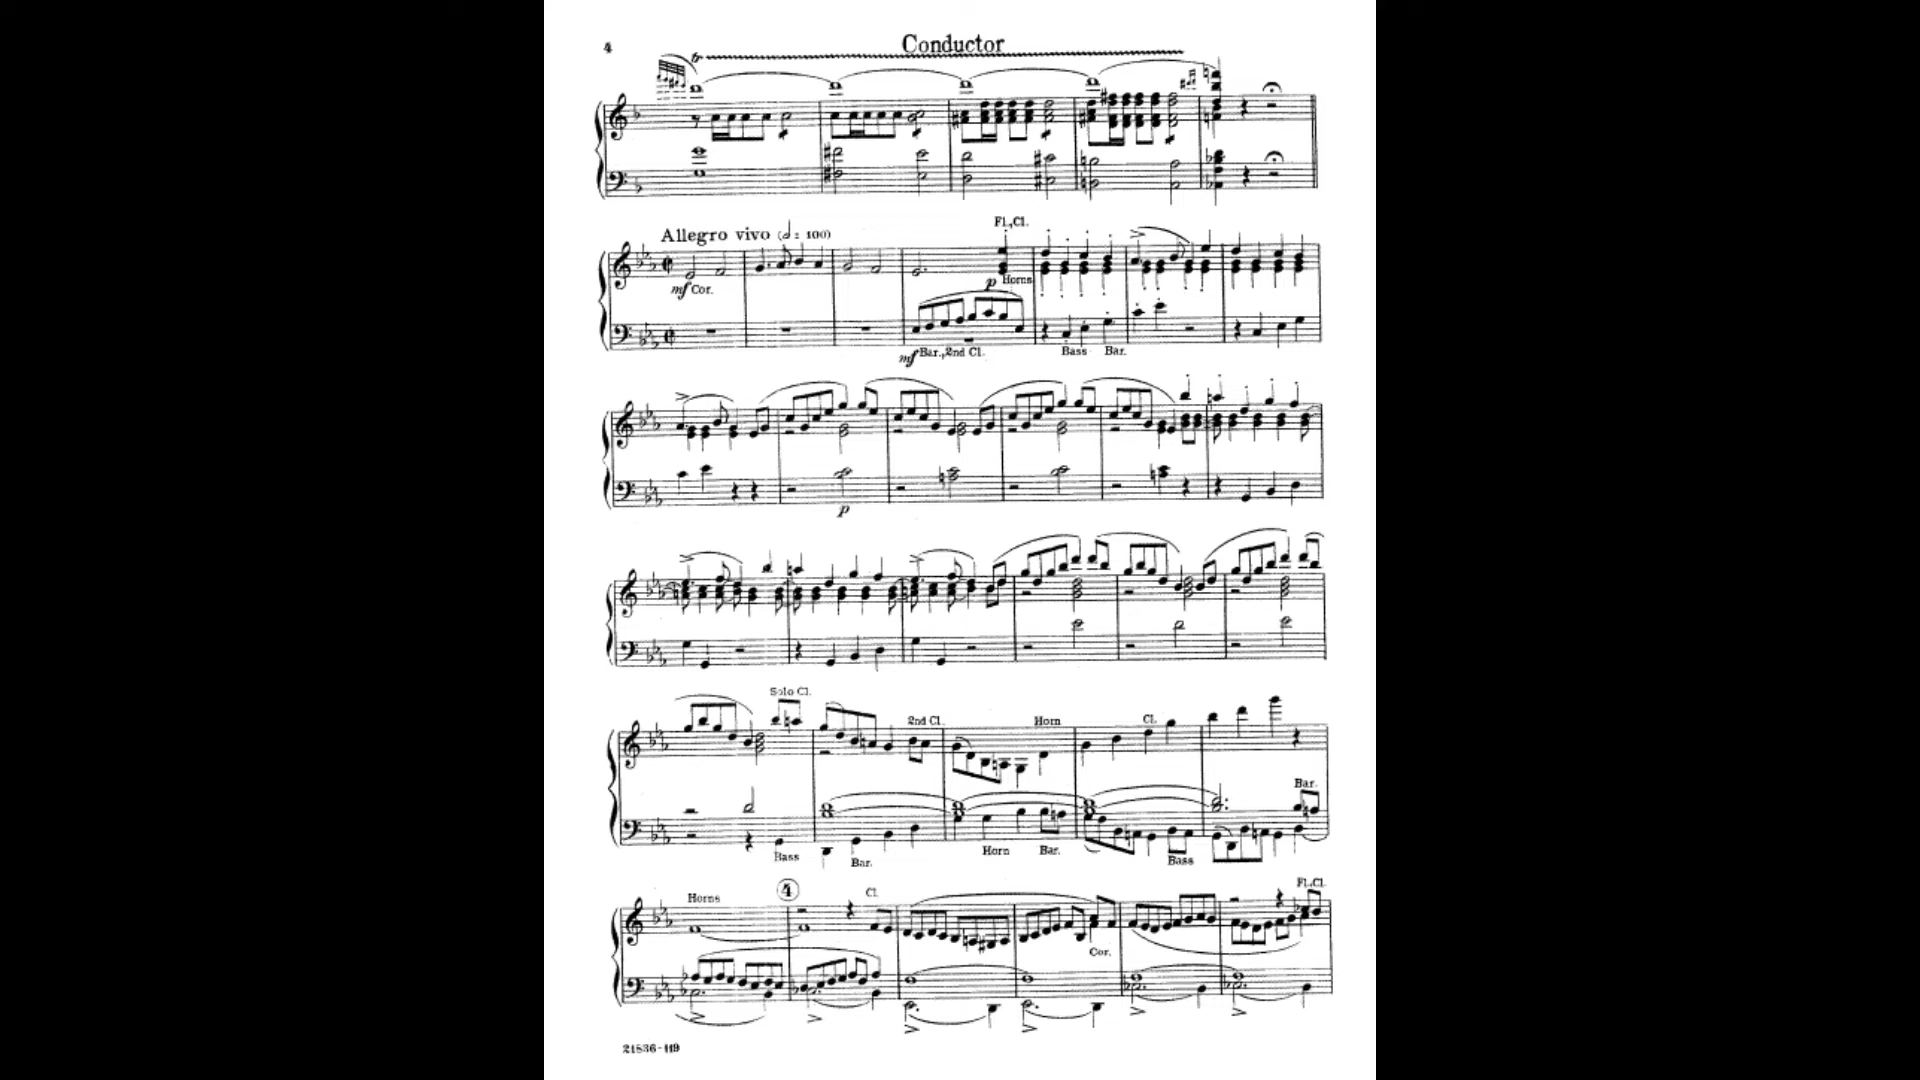 4
Conductor
tr
Allegro vivo (𝅗𝅥 = 100)
Fl., Cl.
mf Cor.
p Horns
mf Bar., 2nd Cl.
Bass Bar.
p
Solo Cl.
2nd Cl. Horn Cl.
Bar.
Bass Bar. Horn Bar. Bass
Horns 4 Cl. Fl., Cl.
Cor.
21836-119